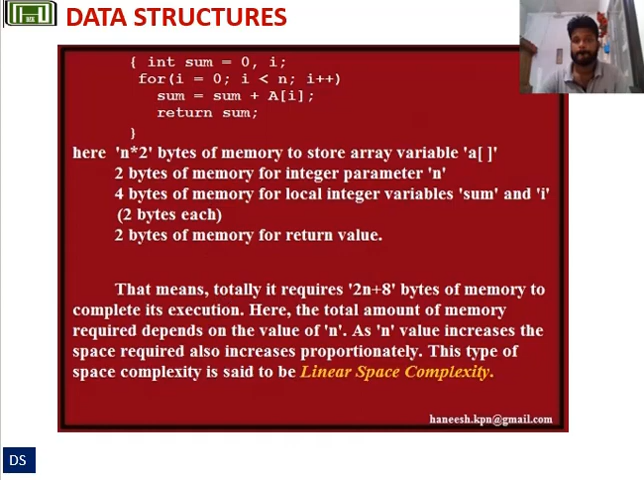 DATA STRUCTURES
{ int sum = 0, i;
for(i = 0; i < n; i++)
sum = sum + A[i];
return sum;
}
here 'n*2' bytes of memory to store array variable 'a[ ]'
2 bytes of memory for integer parameter 'n'
4 bytes of memory for local integer variables 'sum' and 'i'
(2 bytes each)
2 bytes of memory for return value.
That means, totally it requires '2n+8' bytes of memory to
complete its execution. Here, the total amount of memory
required depends on the value of 'n'. As 'n' value increases the
space required also increases proportionately. This type of
space complexity is said to be Linear Space Complexity.
haneesh.kpn@gmail.com
DS